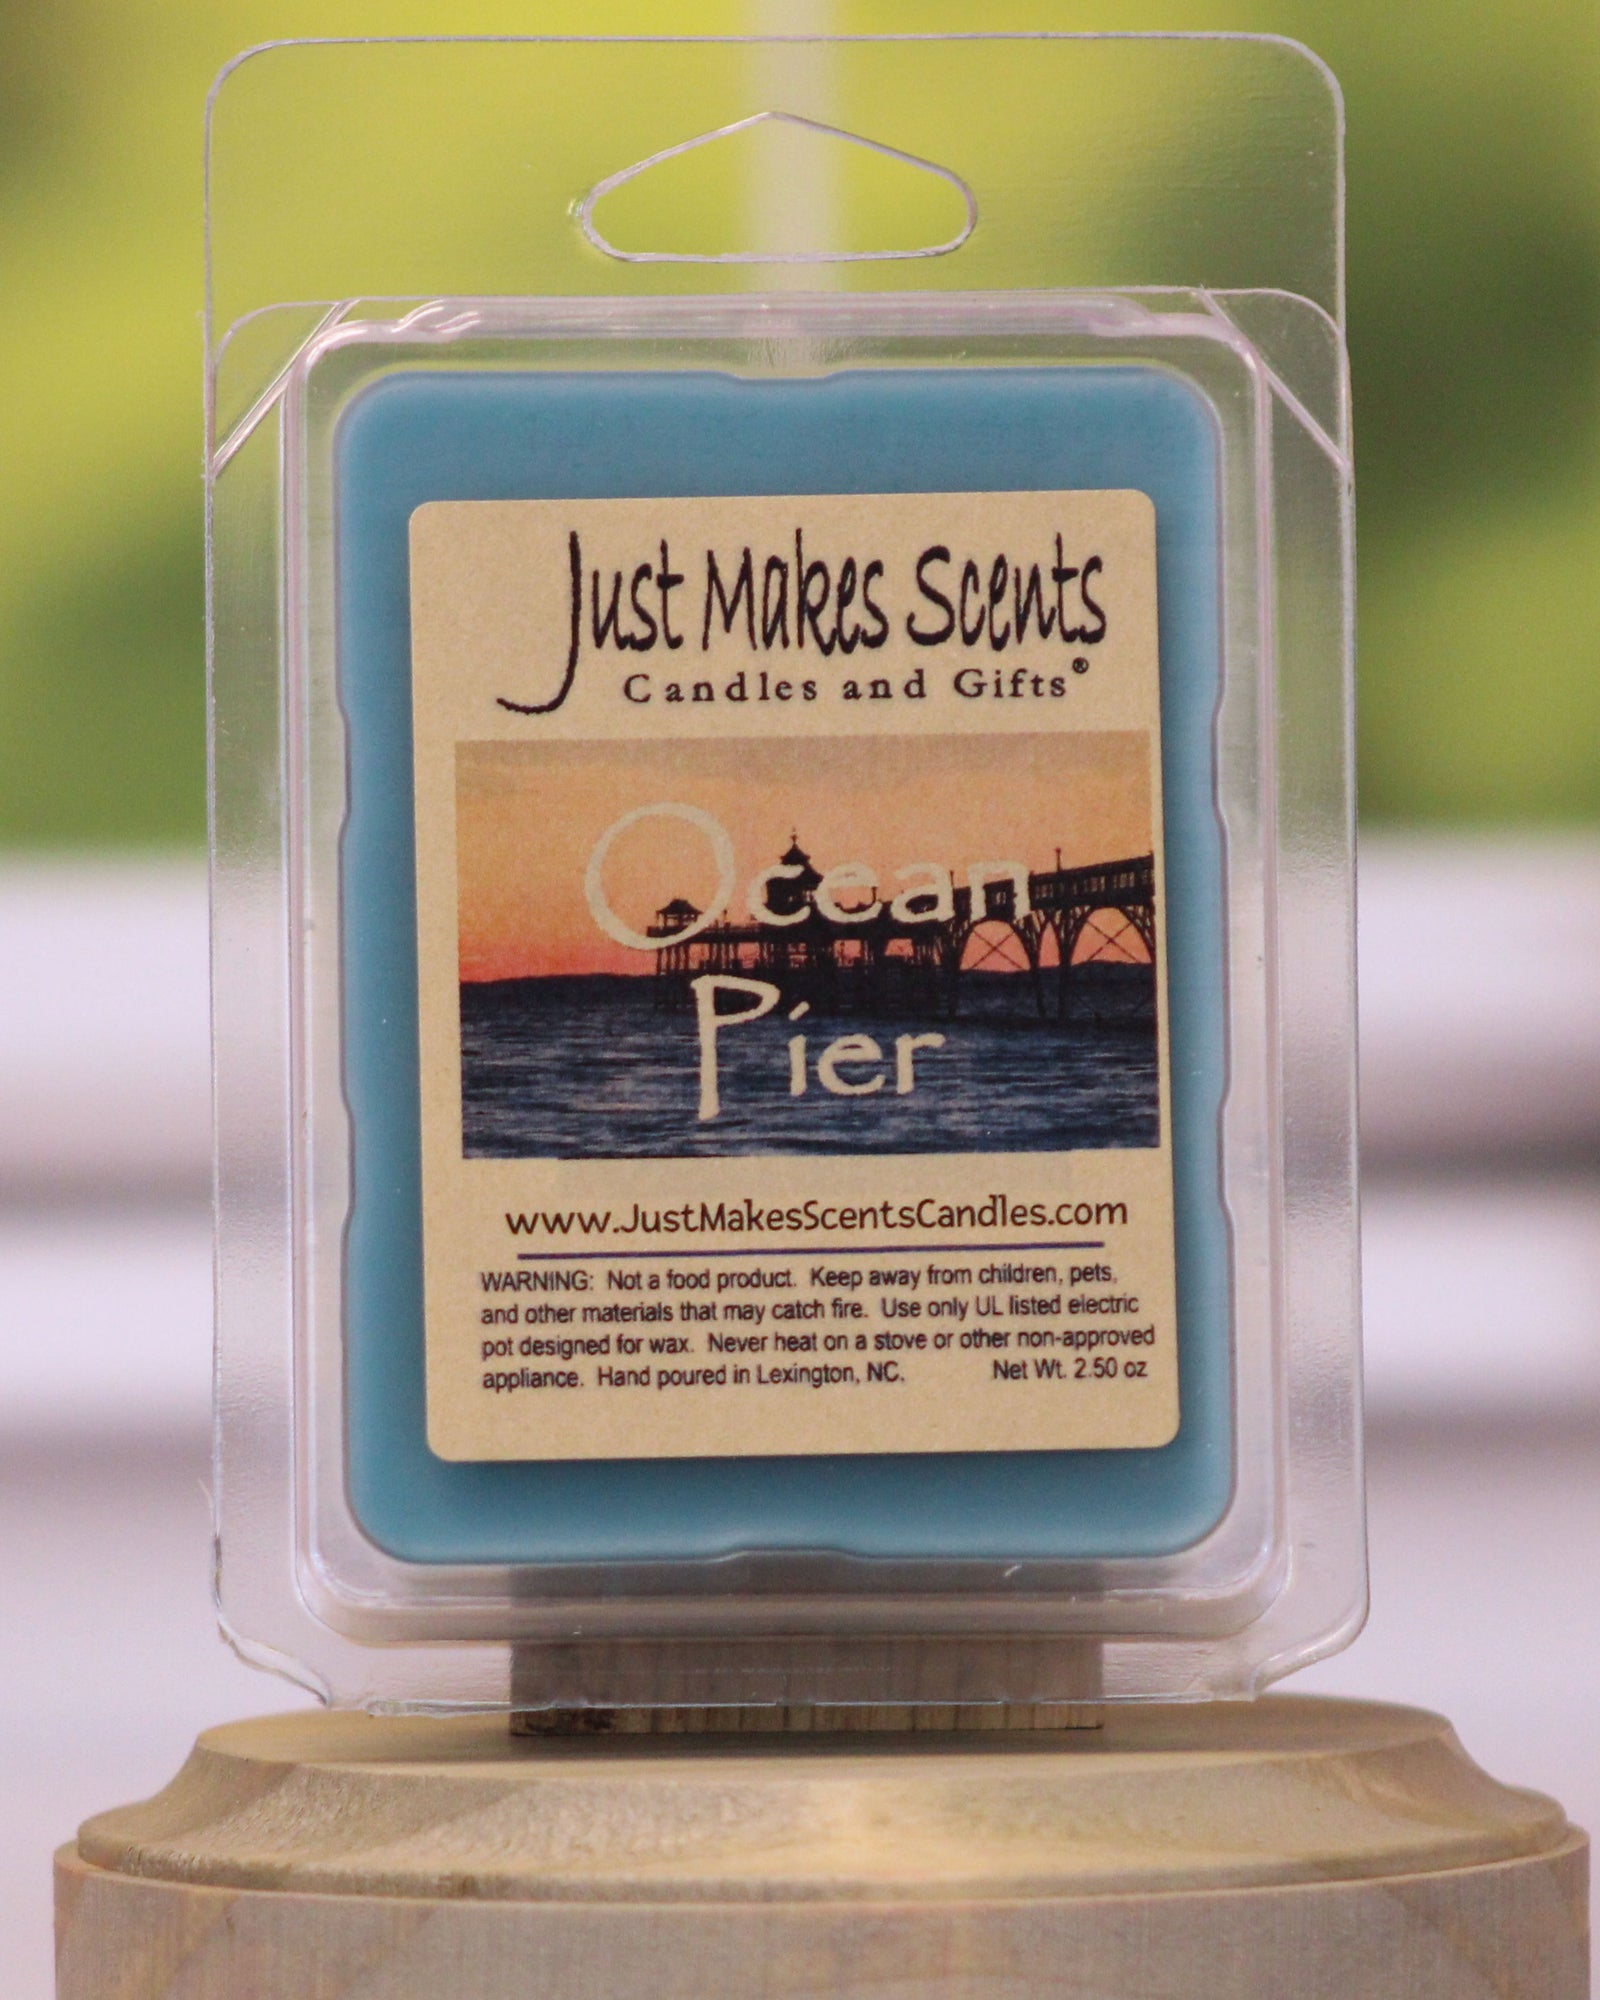 Just Makes Scents
Candles and Gifts®
Ocean
Pier
www.JustMakesScentsCandles.com
WARNING: Not a food product. Keep away from children, pets,
and other materials that may catch fire. Use only UL listed electric
pot designed for wax. Never heat on a stove or other non-approved
appliance. Hand poured in Lexington, NC. Net Wt. 2.50 oz